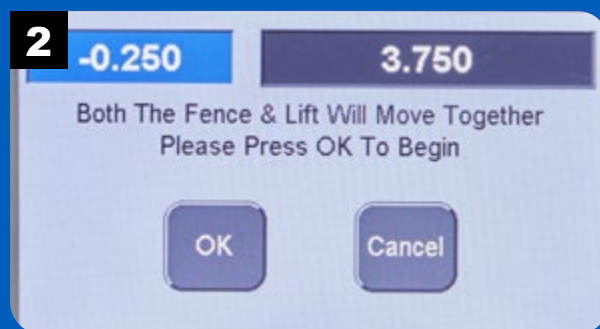 2
-0.250 3.750
Both The Fence & Lift Will Move Together
Please Press OK To Begin
OK Cancel